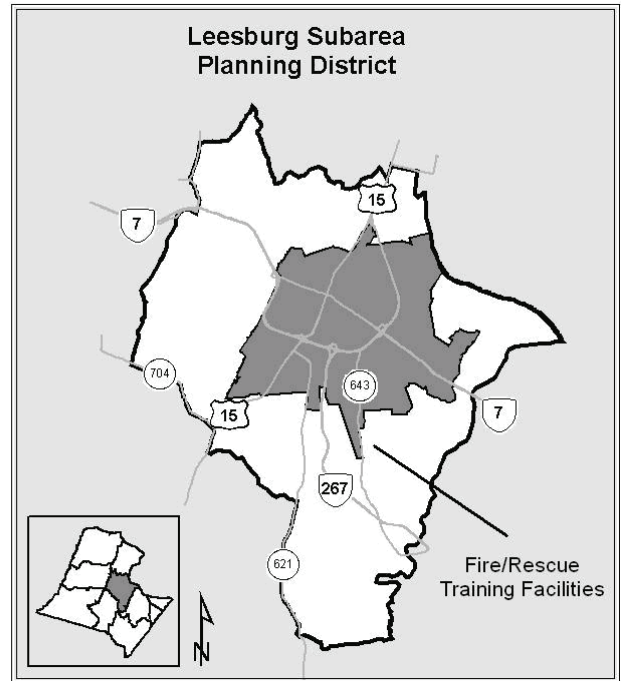 Leesburg Subarea
Planning District
15
7
704
643
15
7
267
621
Fire/Rescue
Training Facilities
N